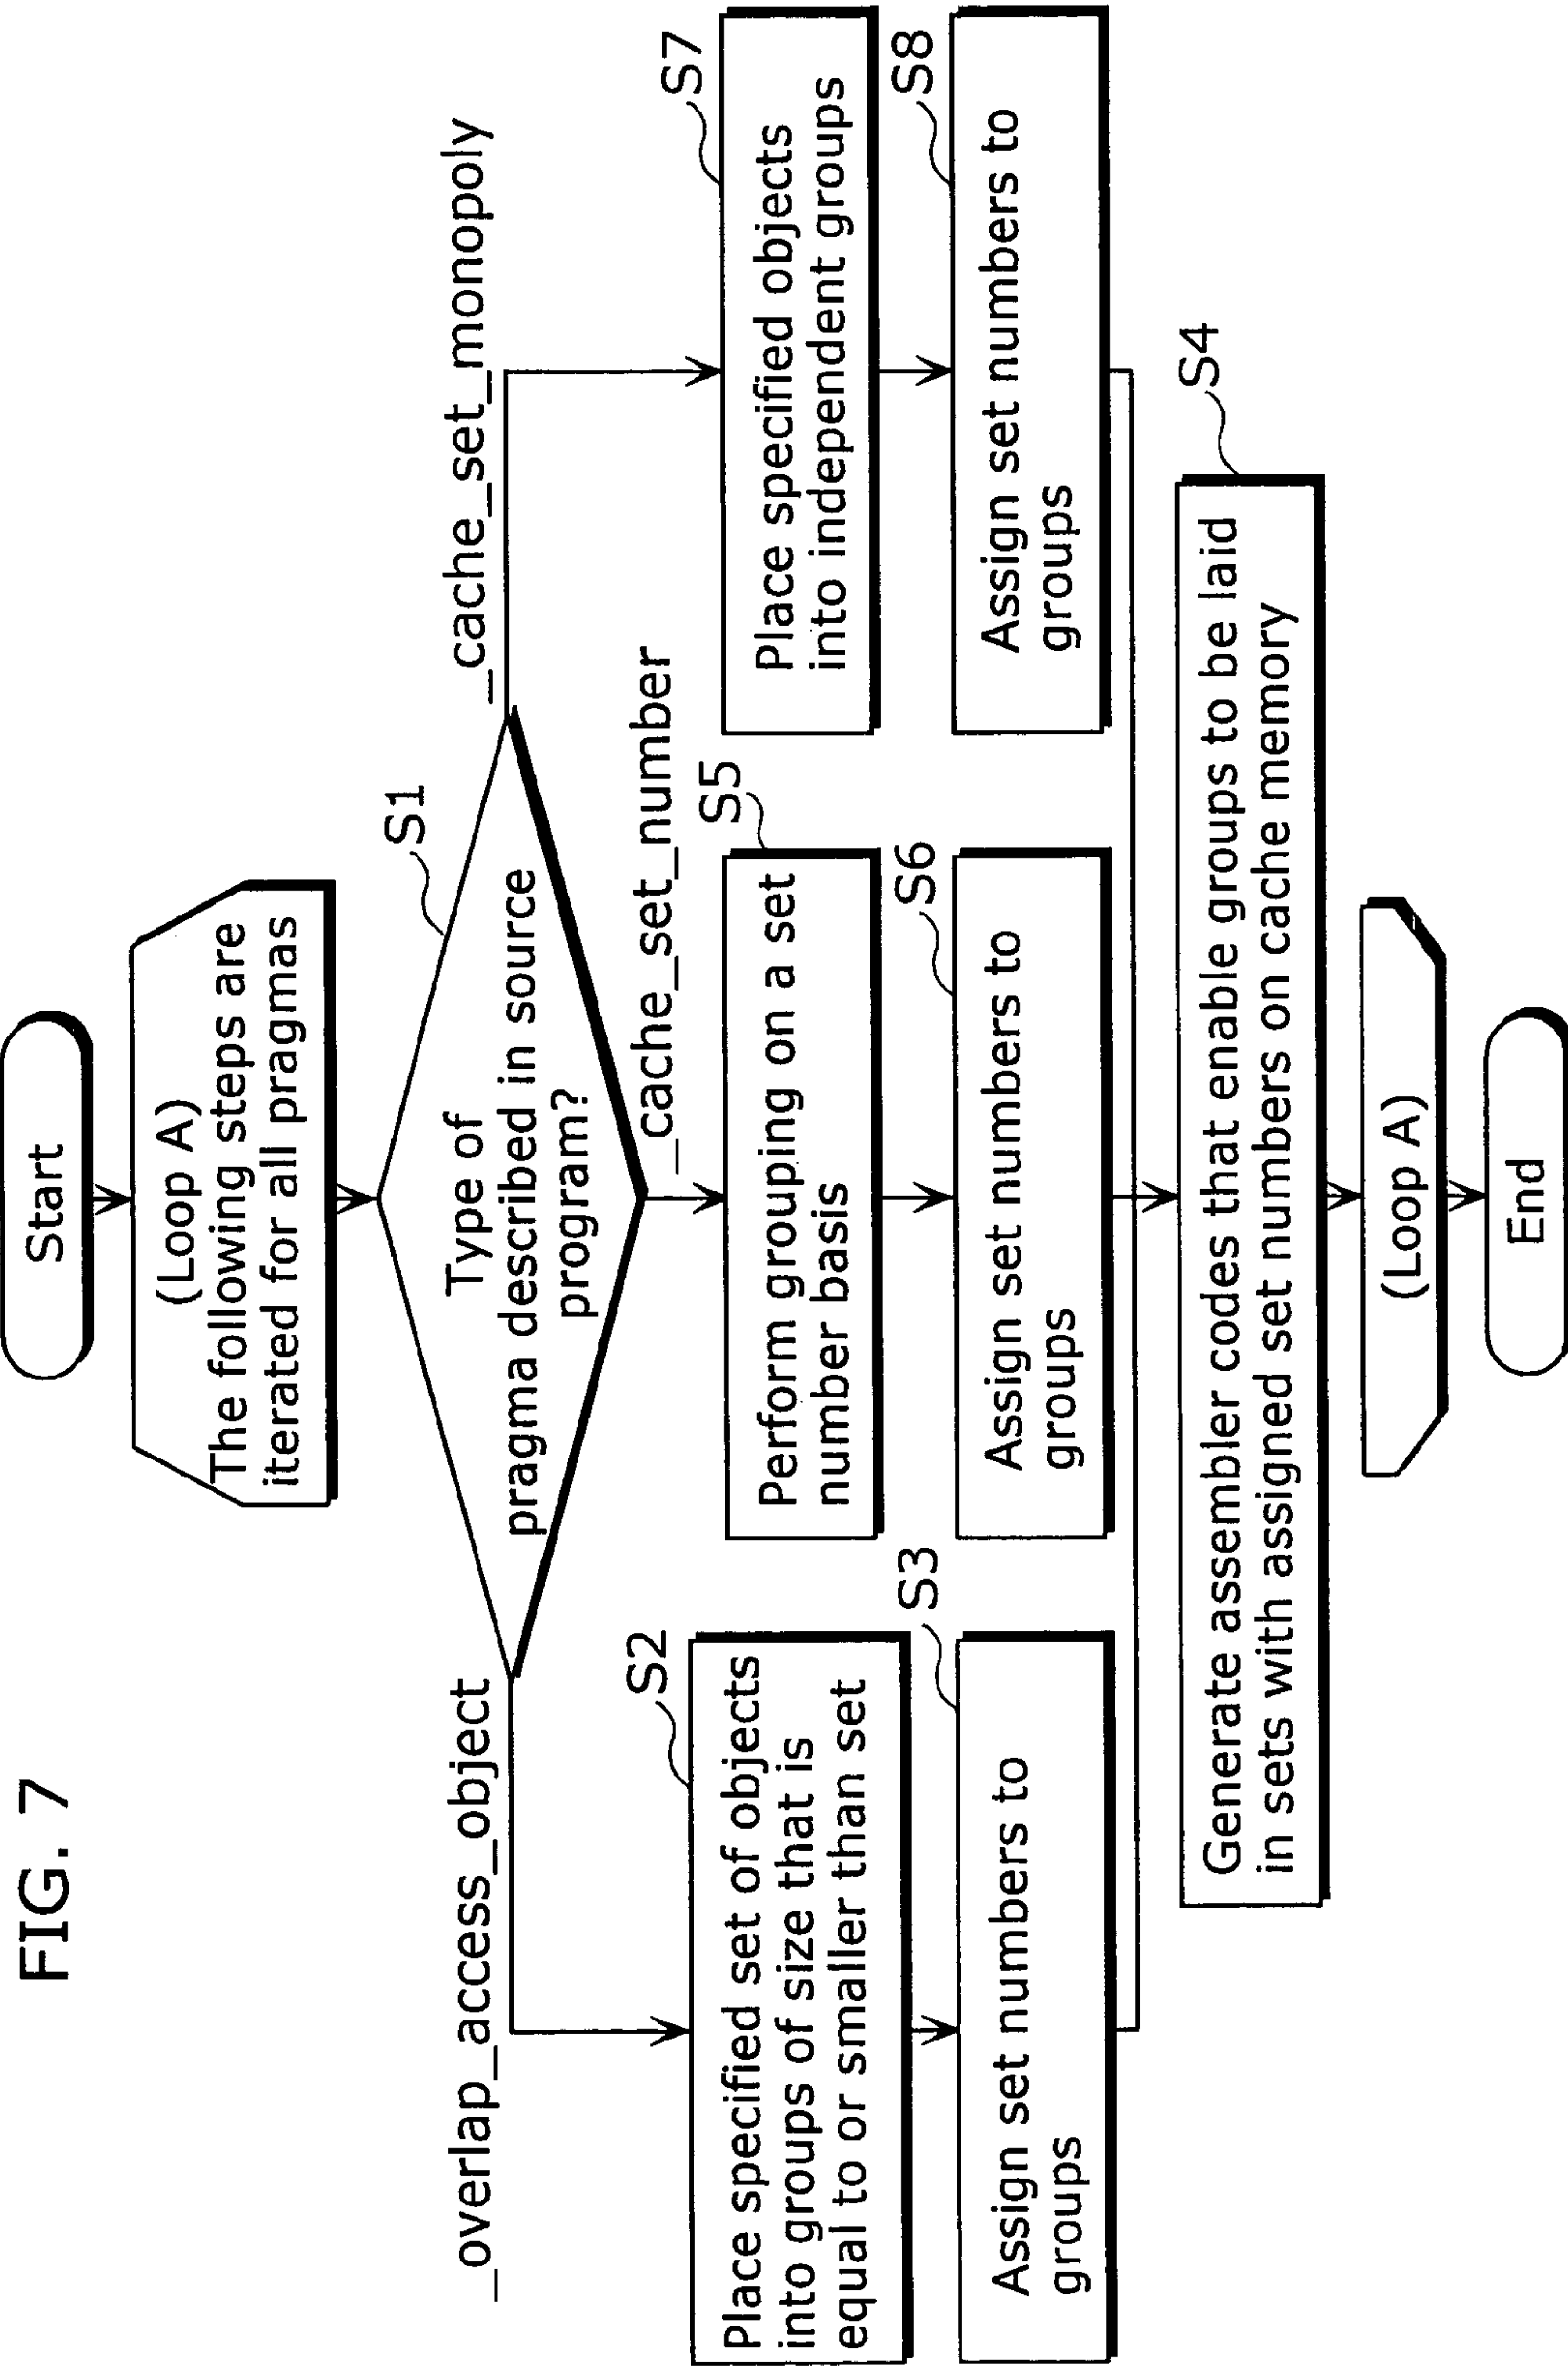 FIG. 7
Start
(Loop A)
The following steps are
iterated for all pragmas
S1
Type of
pragma described in source
program?
_overlap_access_object
_cache_set_number
_cache_set_monopoly
S2
Place specified set of objects
into groups of size that is
equal to or smaller than set
S3
Assign set numbers to
groups
S5
Perform grouping on a set
number basis
S6
Assign set numbers to
groups
S7
Place specified objects
into independent groups
S8
Assign set numbers to
groups
S4
Generate assembler codes that enable groups to be laid
in sets with assigned set numbers on cache memory
(Loop A)
End